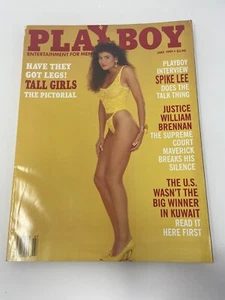 PLAYBOY
ENTERTAINMENT FOR MEN
HAVE THEY
GOT LEGS!
TALL GIRLS
THE PICTORIAL
PLAYBOY
INTERVIEW
SPIKE LEE
DOES THE
TALK THING
JUSTICE
WILLIAM
BRENNAN
THE SUPREME
COURT
MAVERICK
BREAKS HIS
SILENCE
THE U.S.
WASN'T THE
BIG WINNER
IN KUWAIT
READ IT
HERE FIRST